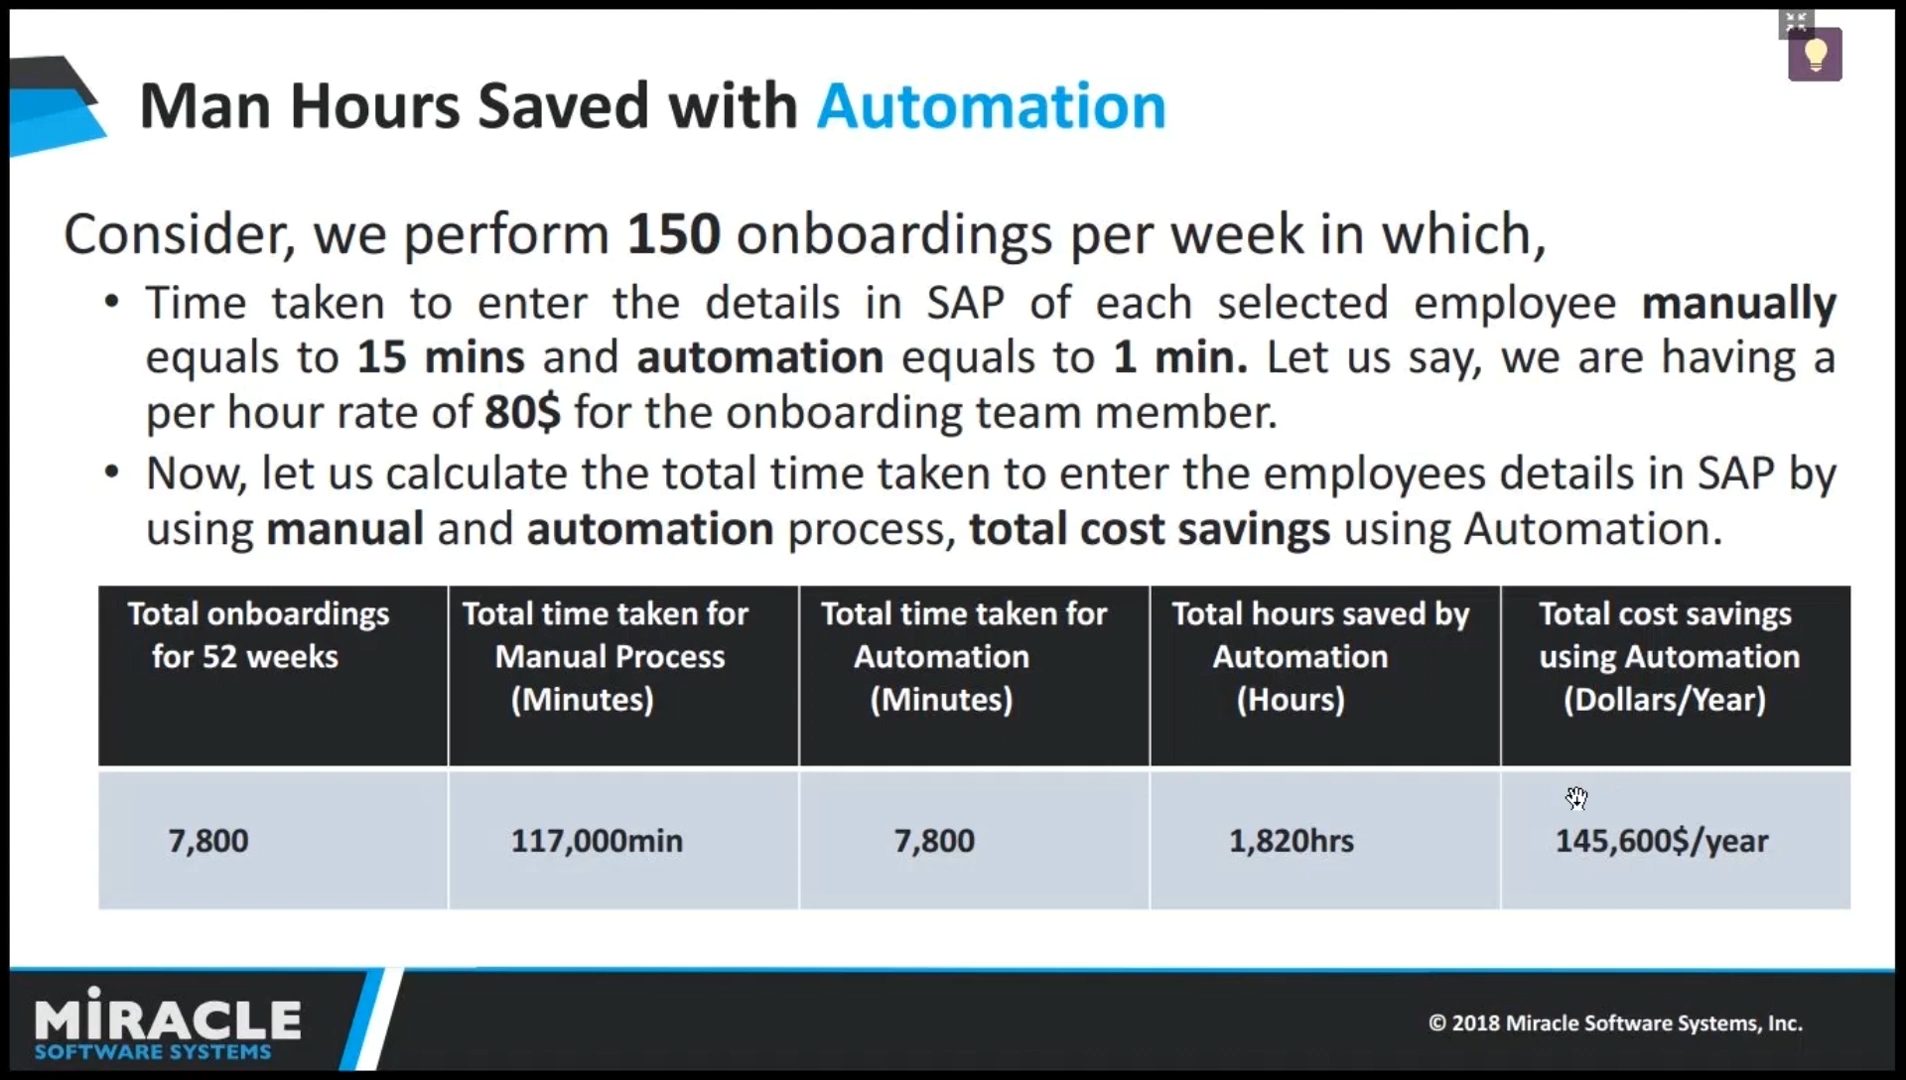 Man Hours Saved with Automation
Consider, we perform 150 onboardings per week in which,
• Time taken to enter the details in SAP of each selected employee manually
equals to 15 mins and automation equals to 1 min. Let us say, we are having a
per hour rate of 80$ for the onboarding team member.
• Now, let us calculate the total time taken to enter the employees details in SAP by
using manual and automation process, total cost savings using Automation.
Total onboardings
for 52 weeks
Total time taken for
Manual Process
(Minutes)
Total time taken for
Automation
(Minutes)
Total hours saved by
Automation
(Hours)
Total cost savings
using Automation
(Dollars/Year)
7,800
117,000min
7,800
1,820hrs
145,600$/year
MiRACLE
SOFTWARE SYSTEMS
© 2018 Miracle Software Systems, Inc.